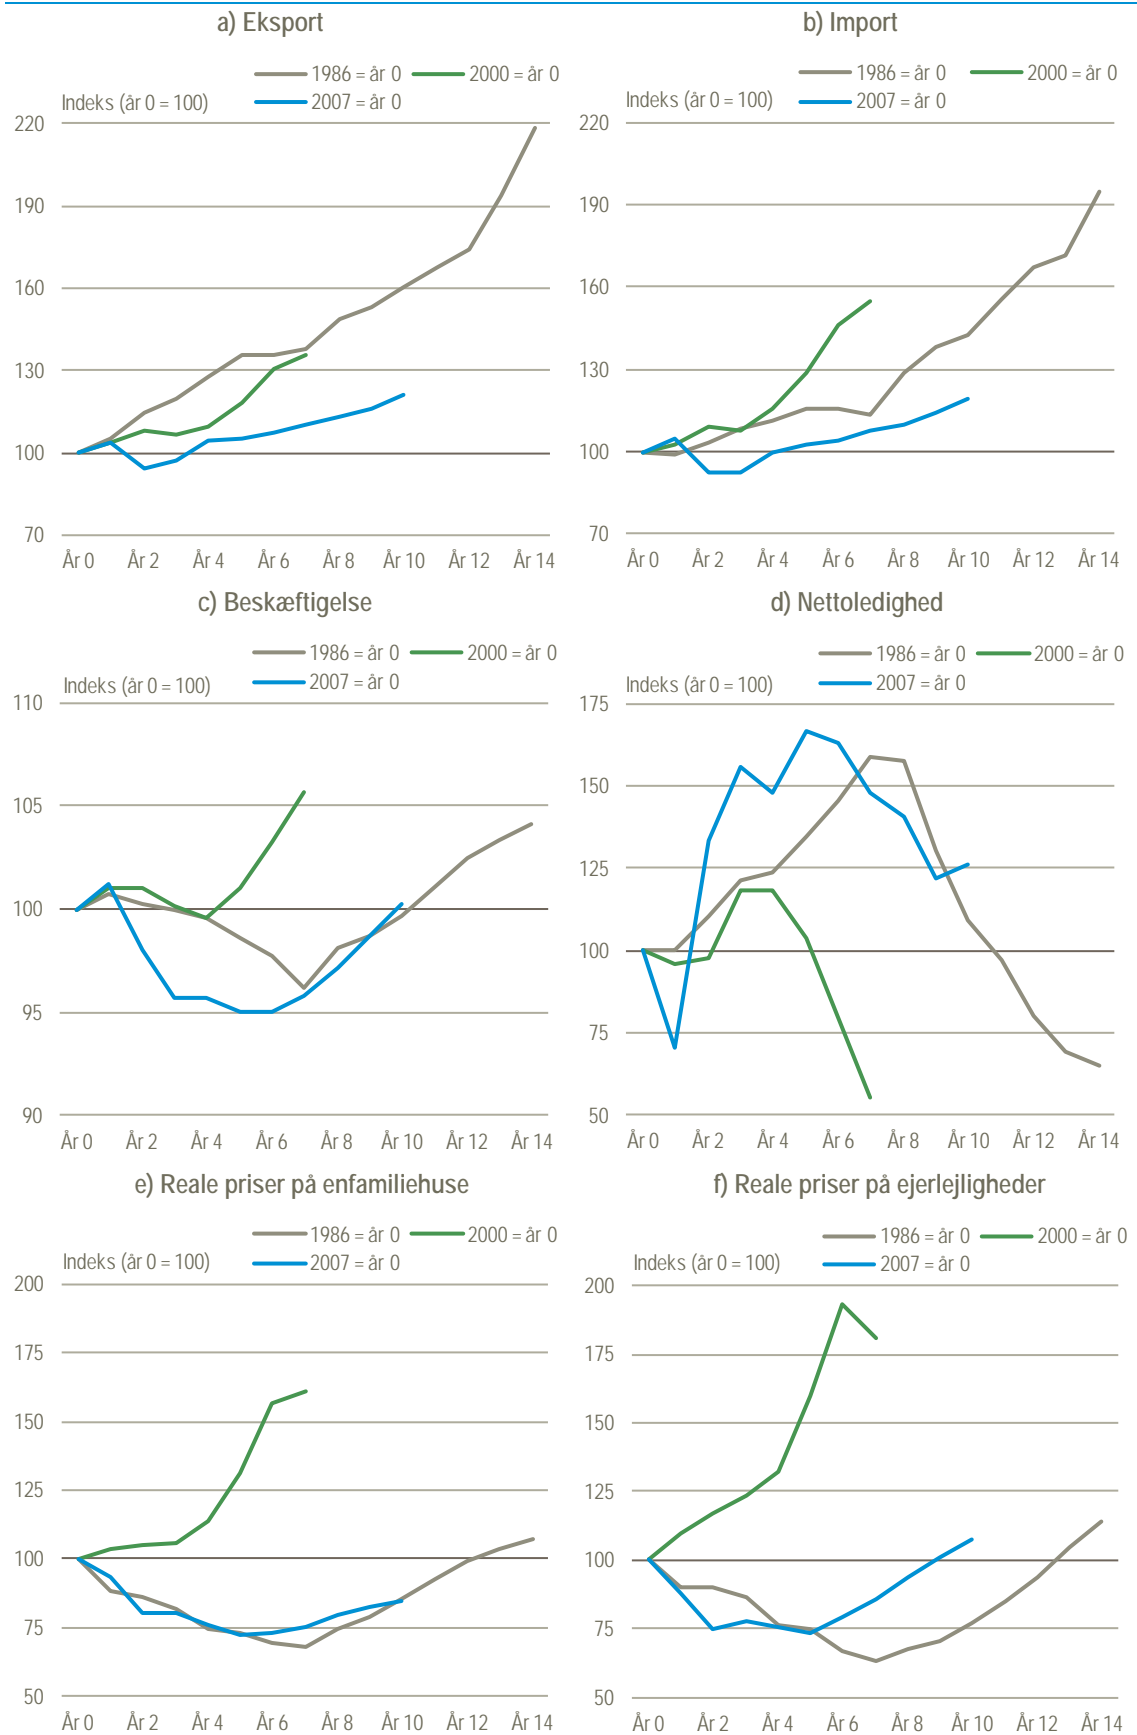 a) Eksport
1986 = år 0 2000 = år 0
2007 = år 0
Indeks (år 0 = 100)
220
190
160
130
100
70
År 0 År 2 År 4 År 6 År 8 År 10 År 12 År 14
b) Import
1986 = år 0 2000 = år 0
2007 = år 0
Indeks (år 0 = 100)
220
190
160
130
100
70
År 0 År 2 År 4 År 6 År 8 År 10 År 12 År 14
c) Beskæftigelse
1986 = år 0 2000 = år 0
2007 = år 0
Indeks (år 0 = 100)
110
105
100
95
90
År 0 År 2 År 4 År 6 År 8 År 10 År 12 År 14
d) Nettoledighed
1986 = år 0 2000 = år 0
2007 = år 0
Indeks (år 0 = 100)
175
150
125
100
75
50
År 0 År 2 År 4 År 6 År 8 År 10 År 12 År 14
e) Reale priser på enfamiliehuse
1986 = år 0 2000 = år 0
2007 = år 0
Indeks (år 0 = 100)
200
175
150
125
100
75
50
År 0 År 2 År 4 År 6 År 8 År 10 År 12 År 14
f) Reale priser på ejerlejligheder
1986 = år 0 2000 = år 0
2007 = år 0
Indeks (år 0 = 100)
200
175
150
125
100
75
50
År 0 År 2 År 4 År 6 År 8 År 10 År 12 År 14